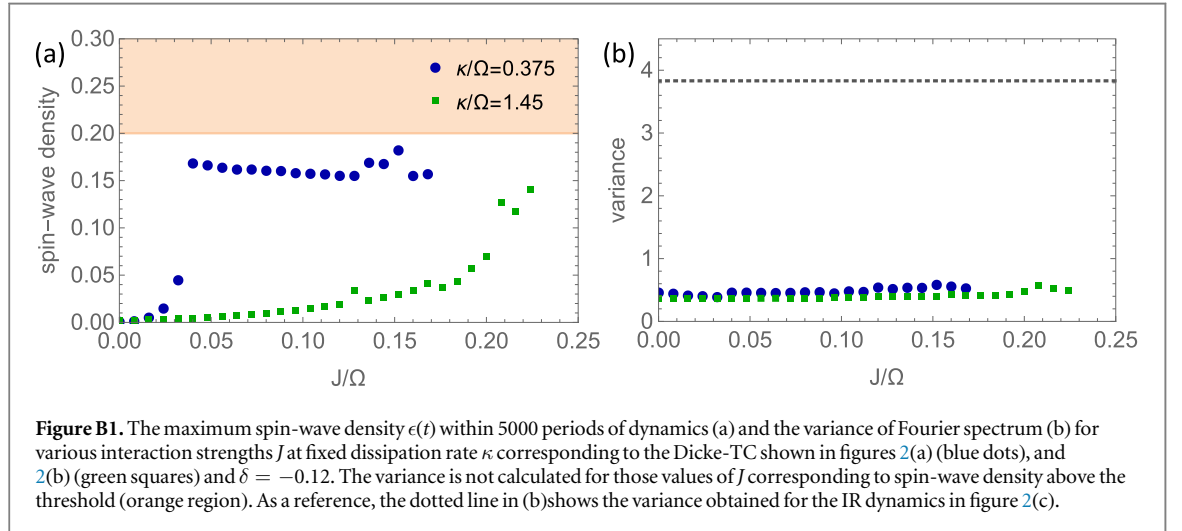 (a)
0.30
0.25
0.20
0.15
0.10
0.05
0.00
spin-wave density
κ/Ω=0.375
κ/Ω=1.45
0.00 0.05 0.10 0.15 0.20 0.25
J/Ω
(b)
4
3
2
1
0
variance
0.00 0.05 0.10 0.15 0.20 0.25
J/Ω
Figure B1. The maximum spin-wave density ϵ(t) within 5000 periods of dynamics (a) and the variance of Fourier spectrum (b) for
various interaction strengths J at fixed dissipation rate κ corresponding to the Dicke-TC shown in figures 2(a) (blue dots), and
2(b) (green squares) and δ = −0.12. The variance is not calculated for those values of J corresponding to spin-wave density above the
threshold (orange region). As a reference, the dotted line in (b)shows the variance obtained for the IR dynamics in figure 2(c).